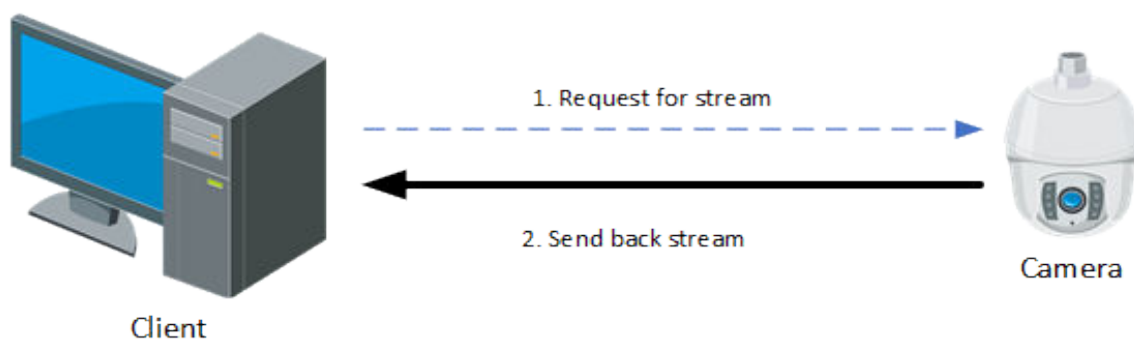 1. Request for stream
2. Send back stream
Camera
Client